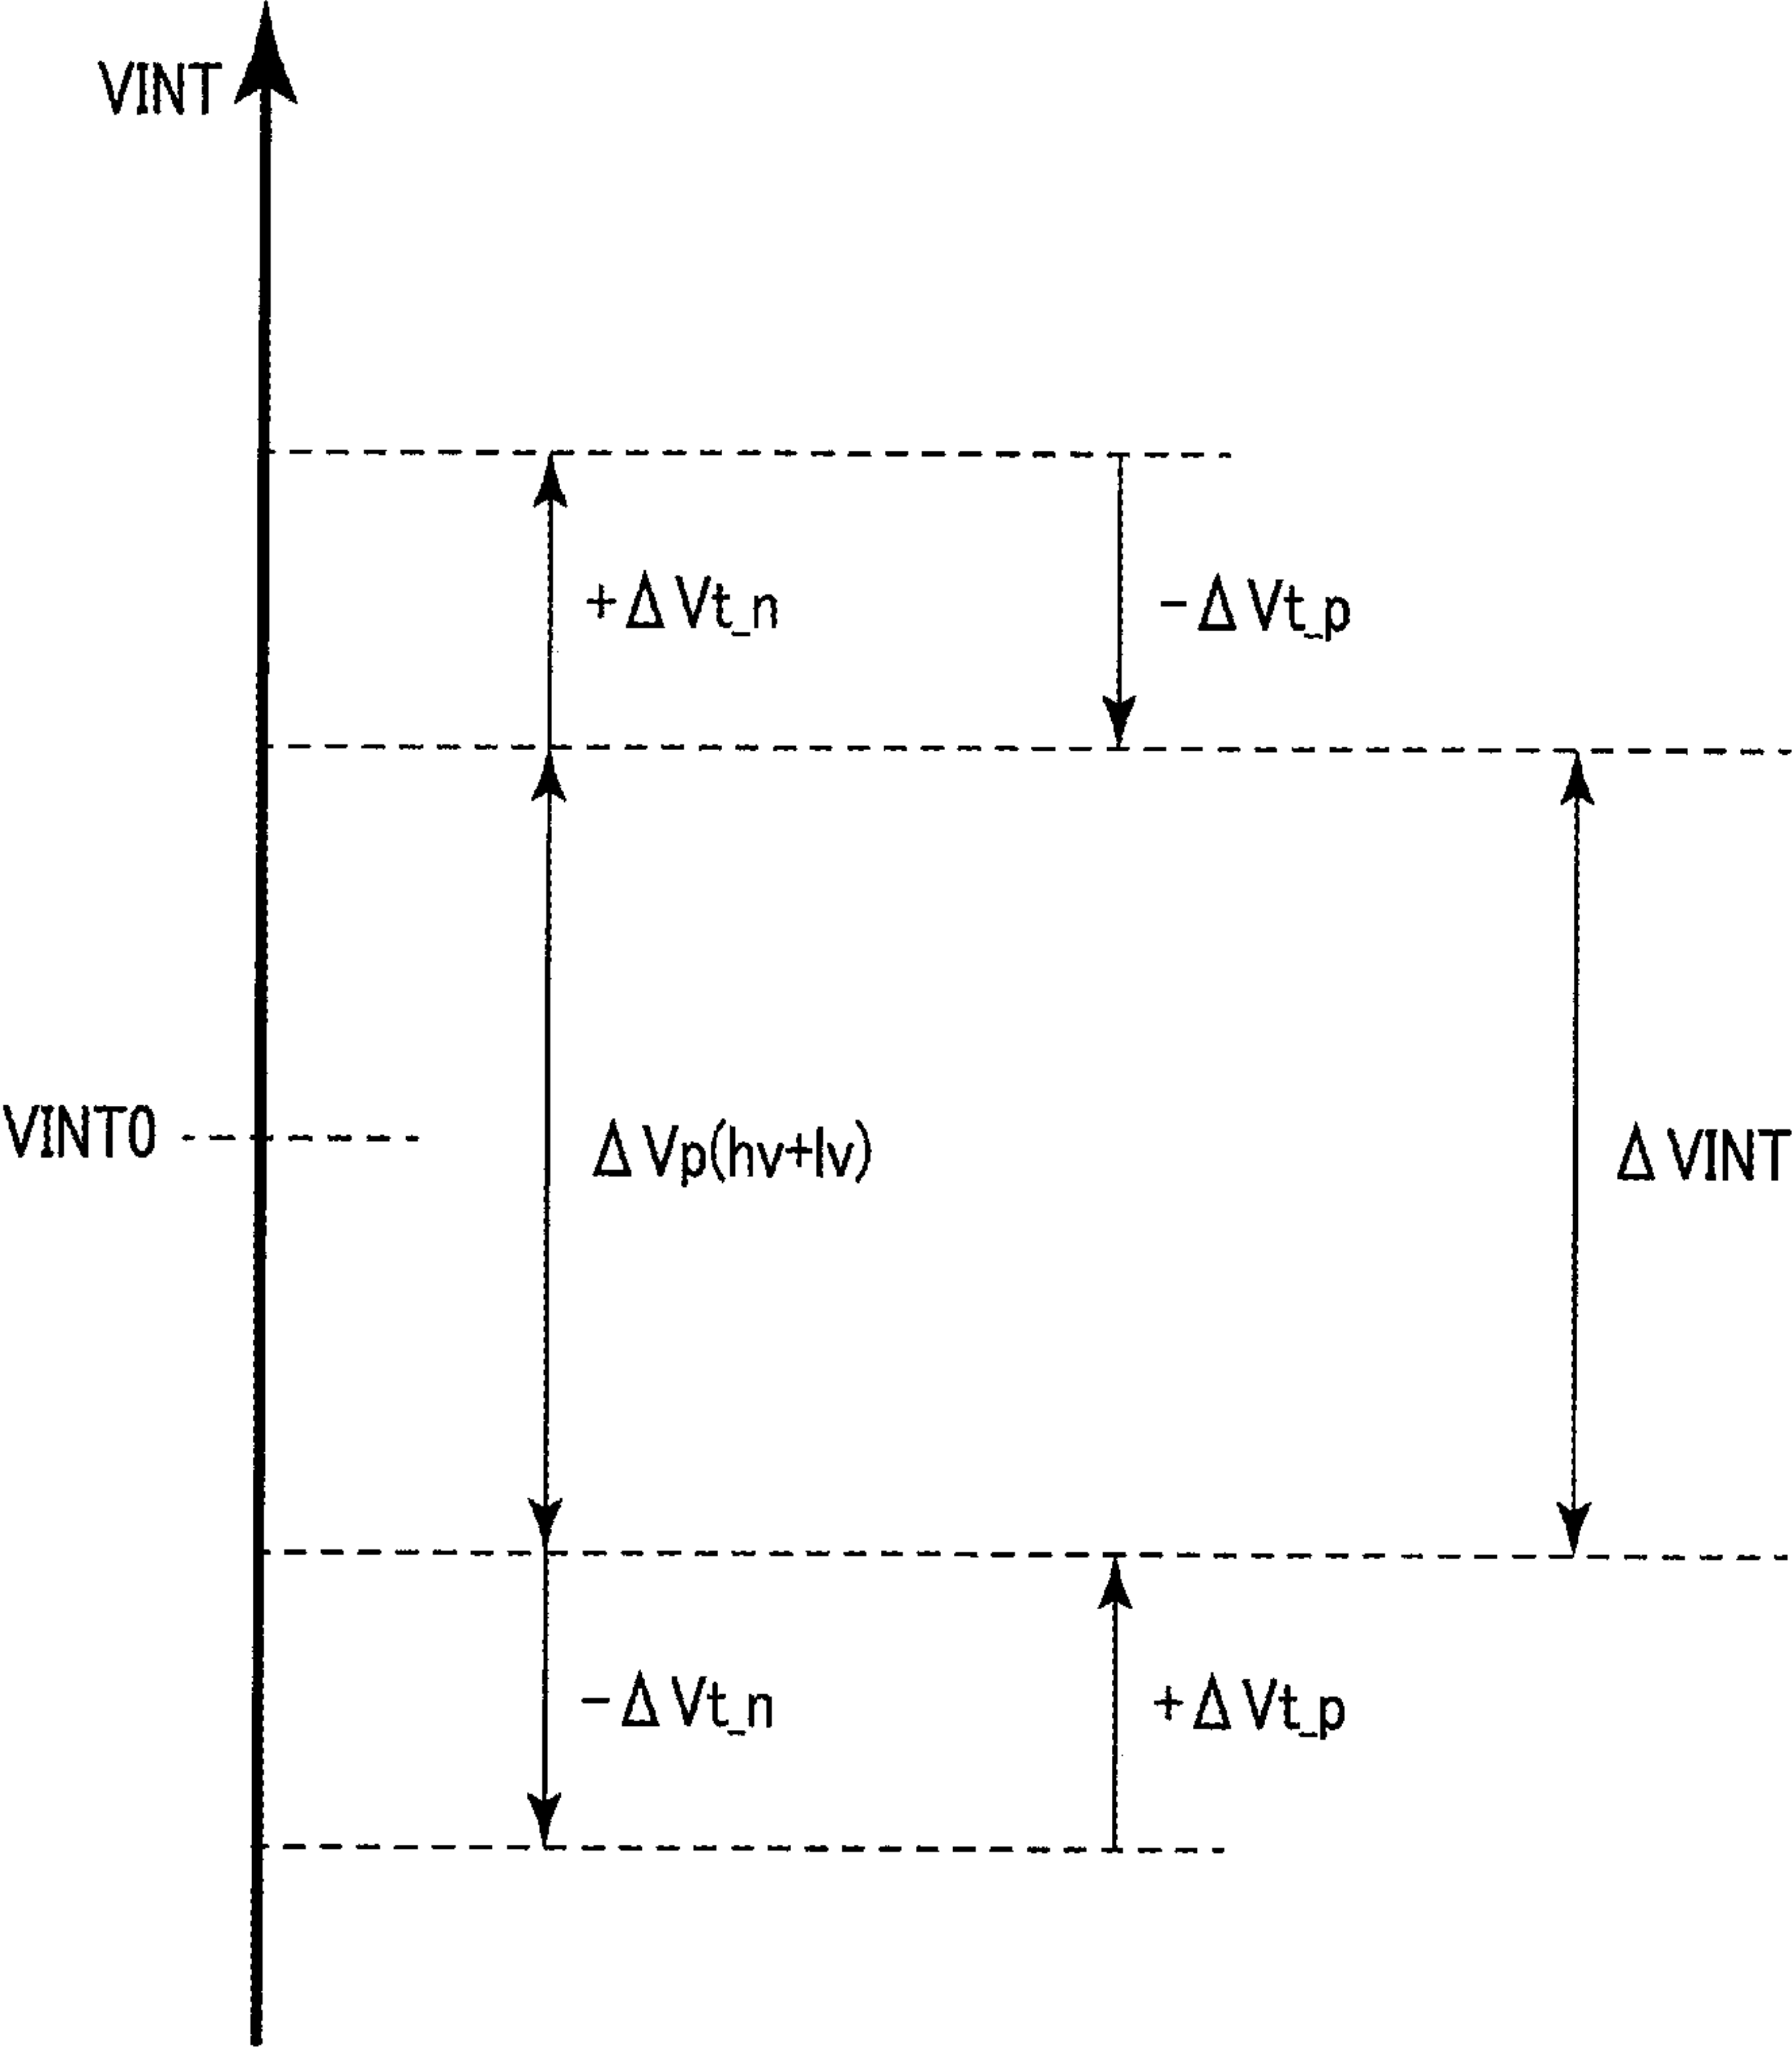 VINT
+ΔVt_n
-ΔVt_p
VINT0
ΔVp(hv+lv)
ΔVINT
-ΔVt_n
+ΔVt_p